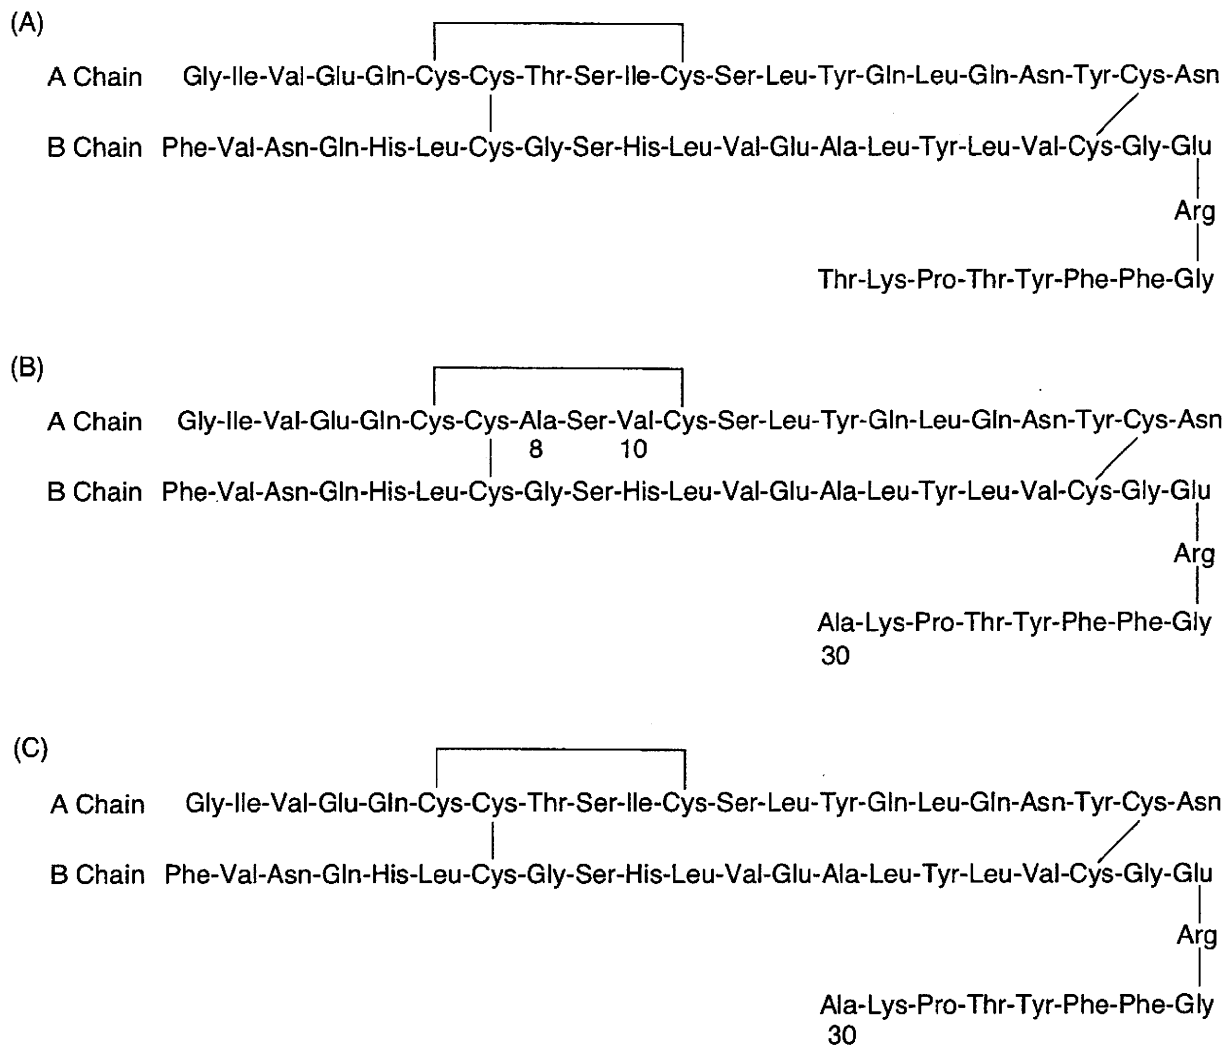 (A)
A Chain Gly-Ile-Val-Glu-Gln-Cys-Cys-Thr-Ser-Ile-Cys-Ser-Leu-Tyr-Gln-Leu-Gln-Asn-Tyr-Cys-Asn
B Chain Phe-Val-Asn-Gln-His-Leu-Cys-Gly-Ser-His-Leu-Val-Glu-Ala-Leu-Tyr-Leu-Val-Cys-Gly-Glu
Arg
Thr-Lys-Pro-Thr-Tyr-Phe-Phe-Gly
(B)
A Chain Gly-Ile-Val-Glu-Gln-Cys-Cys-Ala-Ser-Val-Cys-Ser-Leu-Tyr-Gln-Leu-Gln-Asn-Tyr-Cys-Asn
8 10
B Chain Phe-Val-Asn-Gln-His-Leu-Cys-Gly-Ser-His-Leu-Val-Glu-Ala-Leu-Tyr-Leu-Val-Cys-Gly-Glu
Arg
Ala-Lys-Pro-Thr-Tyr-Phe-Phe-Gly
30
(C)
A Chain Gly-Ile-Val-Glu-Gln-Cys-Cys-Thr-Ser-Ile-Cys-Ser-Leu-Tyr-Gln-Leu-Gln-Asn-Tyr-Cys-Asn
B Chain Phe-Val-Asn-Gln-His-Leu-Cys-Gly-Ser-His-Leu-Val-Glu-Ala-Leu-Tyr-Leu-Val-Cys-Gly-Glu
Arg
Ala-Lys-Pro-Thr-Tyr-Phe-Phe-Gly
30